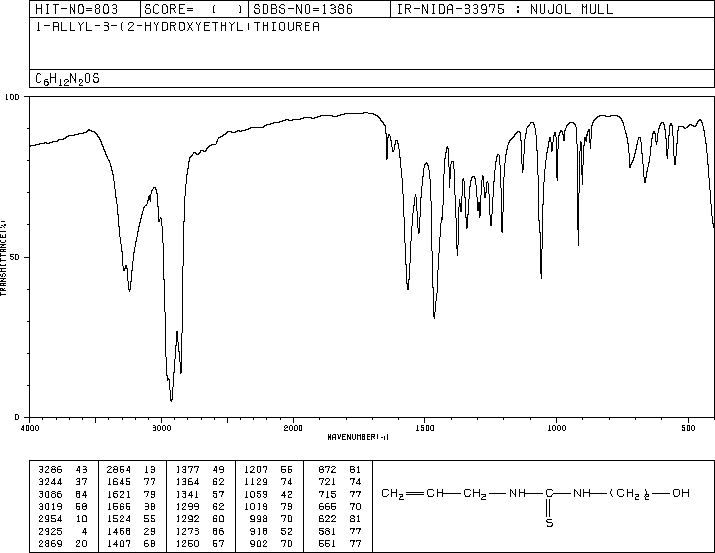 HIT-NO=803 SCORE= ( ) SDBS-NO=1386 IR-NIDA-33975 : NUJOL MULL
1-ALLYL-3-(2-HYDROXYETHYL)THIOUREA
C6H12N2OS
100
50
0
TRANSMITTANCE(%)
4000 3000 2000 1500 1000 500
WAVENUMBER(-1)
3286 43 2854 13 1377 49 1207 55 872 81
3244 37 1645 77 1364 62 1129 74 721 74
3086 64 1621 79 1341 57 1059 42 715 77
3019 58 1566 38 1299 62 1019 79 666 70
2954 10 1524 55 1292 60 998 70 622 81
2925 4 1468 29 1273 66 918 52 581 77
2869 20 1407 68 1250 57 902 70 551 77
CH2=CH-CH2-NH-C-NH-(CH2)2-OH
S